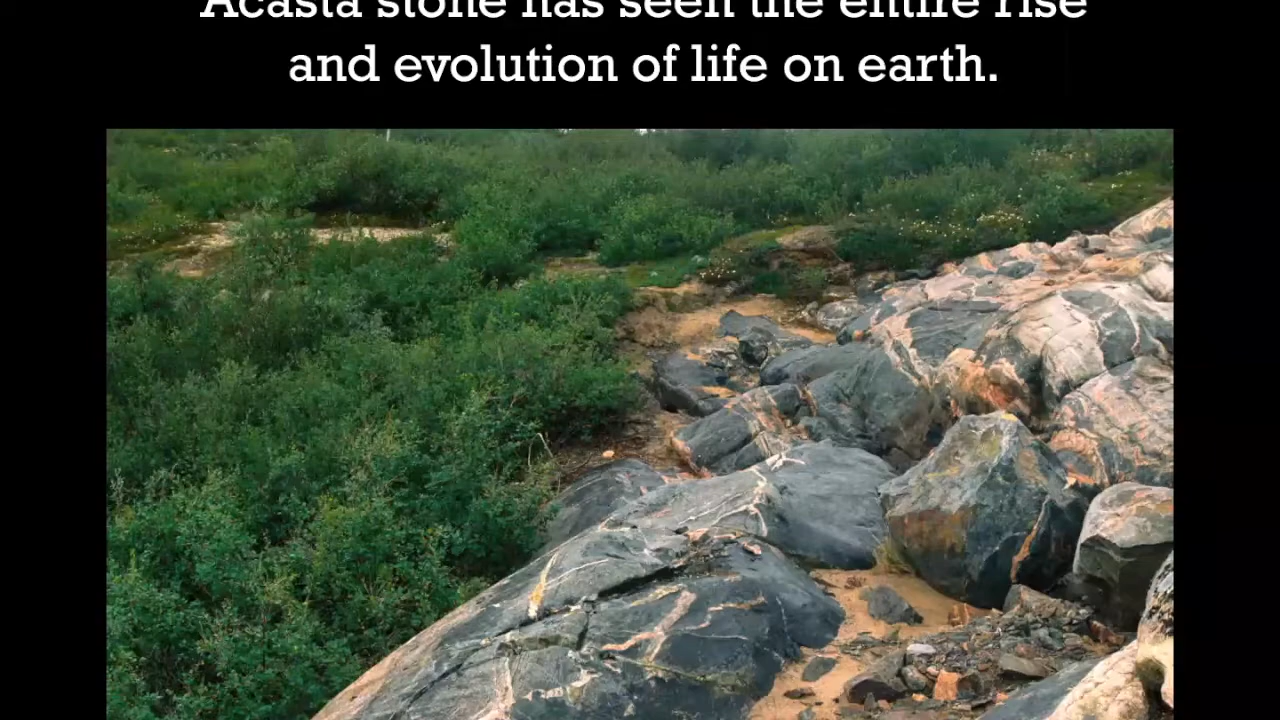 Acasta stone has seen the entire rise
and evolution of life on earth.